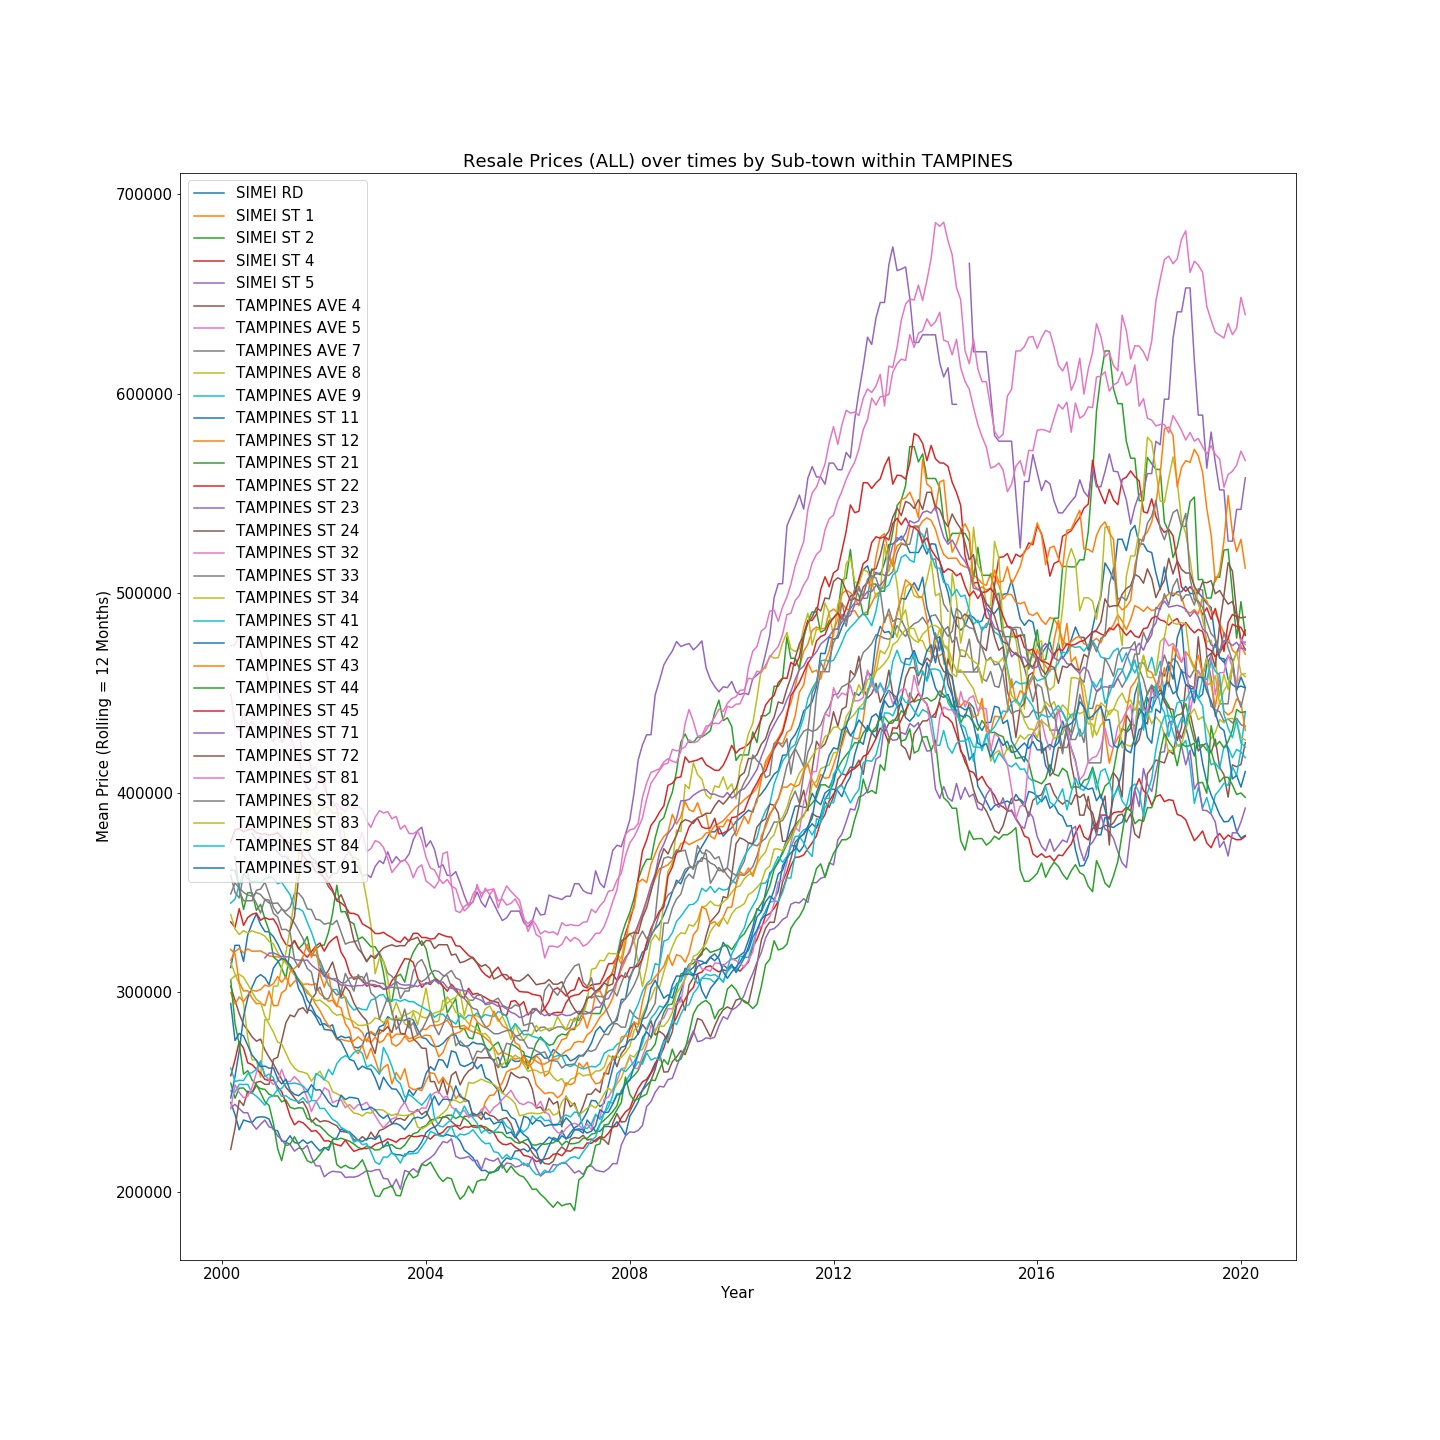 Resale Prices (ALL) over times by Sub-town within TAMPINES
700000
600000
500000
400000
300000
200000
Mean Price (Rolling = 12 Months)
SIMEI RD
SIMEI ST 1
SIMEI ST 2
SIMEI ST 4
SIMEI ST 5
TAMPINES AVE 4
TAMPINES AVE 5
TAMPINES AVE 7
TAMPINES AVE 8
TAMPINES AVE 9
TAMPINES ST 11
TAMPINES ST 12
TAMPINES ST 21
TAMPINES ST 22
TAMPINES ST 23
TAMPINES ST 24
TAMPINES ST 32
TAMPINES ST 33
TAMPINES ST 34
TAMPINES ST 41
TAMPINES ST 42
TAMPINES ST 43
TAMPINES ST 44
TAMPINES ST 45
TAMPINES ST 71
TAMPINES ST 72
TAMPINES ST 81
TAMPINES ST 82
TAMPINES ST 83
TAMPINES ST 84
TAMPINES ST 91
2000 2004 2008 2012 2016 2020
Year